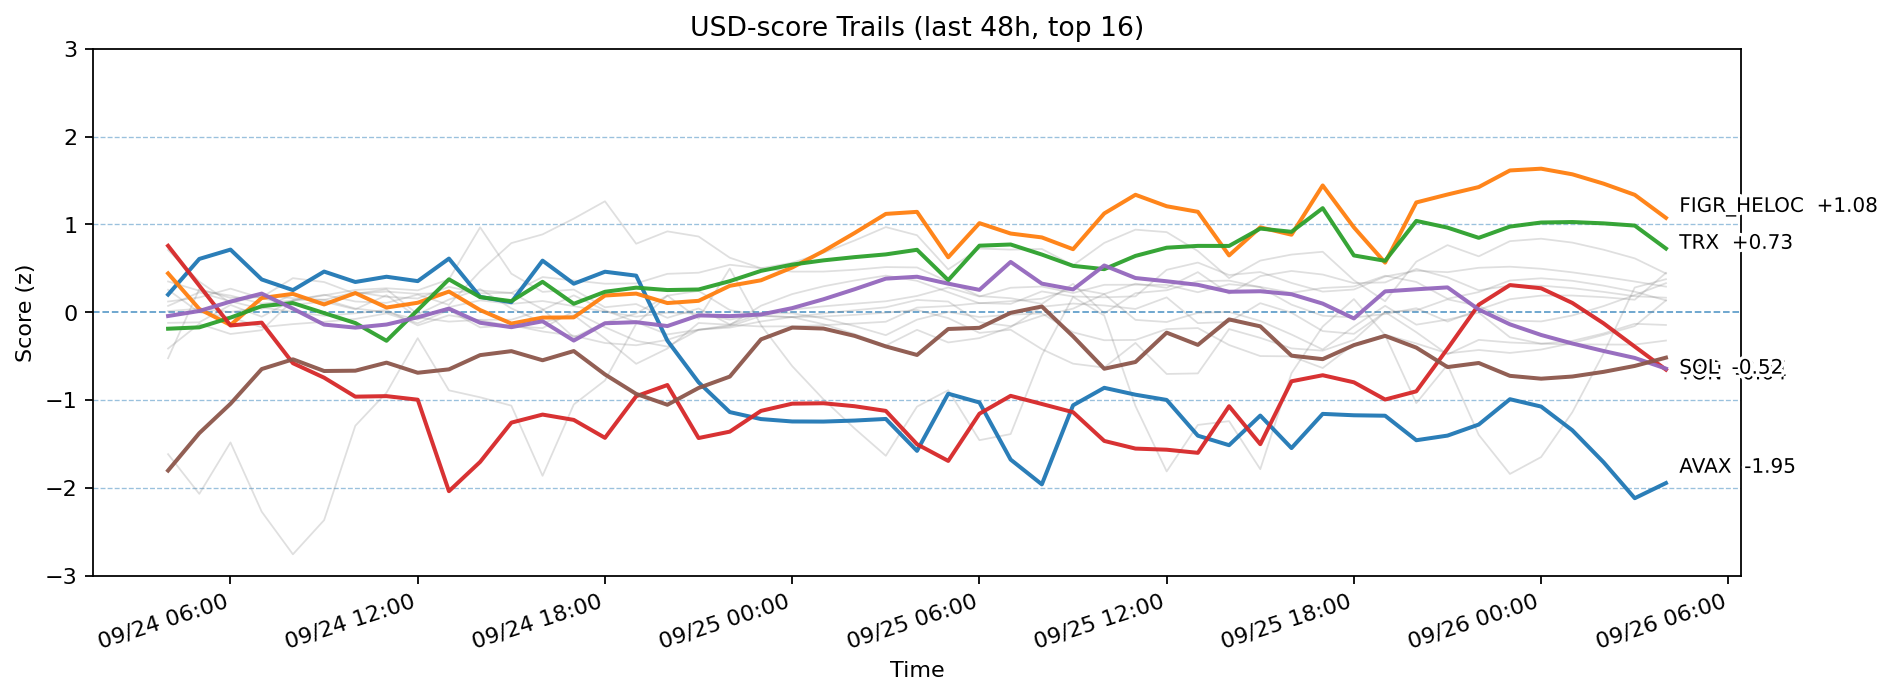 USD-score Trails (last 48h, top 16)
Score (z)
3
2
1
0
−1
−2
−3
FIGR_HELOC +1.08
TRX +0.73
SOL -0.52
AVAX -1.95
09/24 06:00
09/24 12:00
09/24 18:00
09/25 00:00
09/25 06:00
09/25 12:00
09/25 18:00
09/26 00:00
09/26 06:00
Time